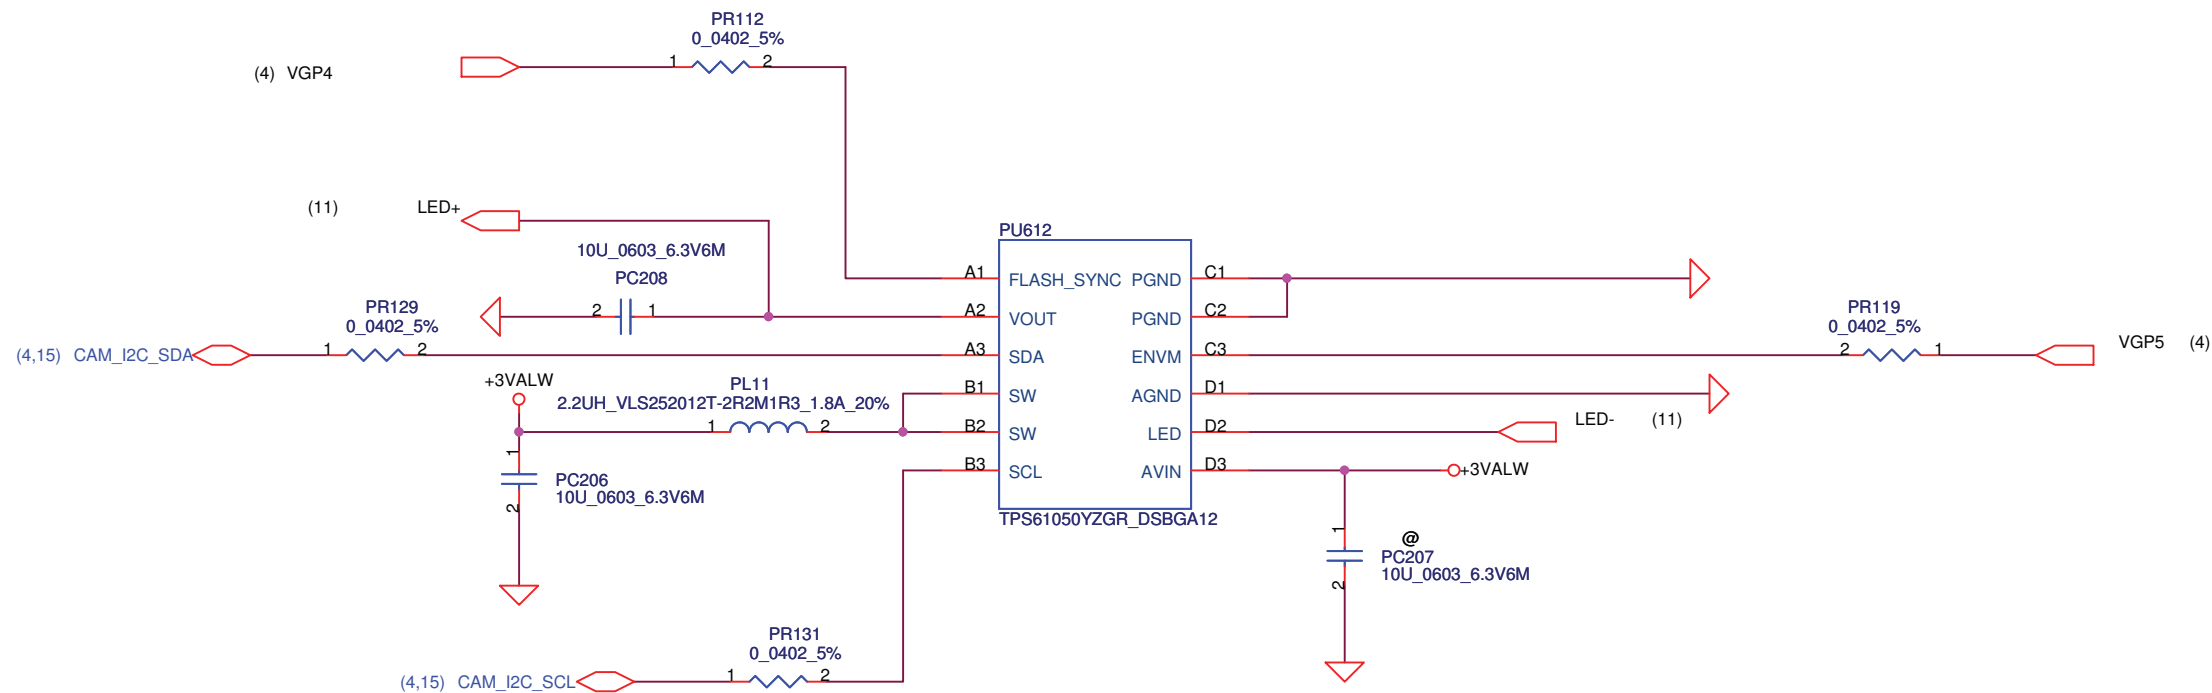 PR112
0_0402_5%
(4) VGP4
1
2
(11) LED+
10U_0603_6.3V6M
PC208
2
1
PR129
0_0402_5%
(4,15) CAM_I2C_SDA
1
2
+3VALW
PL11
2.2UH_VLS252012T-2R2M1R3_1.8A_20%
1
2
1
PC206
10U_0603_6.3V6M
2
PR131
0_0402_5%
(4,15) CAM_I2C_SCL
1
2
PU612
A1 FLASH_SYNC PGND C1
A2 VOUT PGND C2
A3 SDA ENVM C3
B1 SW AGND D1
B2 SW LED D2
B3 SCL AVIN D3
TPS61050YZGR_DSBGA12
PR119
0_0402_5%
2
1
VGP5 (4)
LED- (11)
+3VALW
1
@
PC207
10U_0603_6.3V6M
2